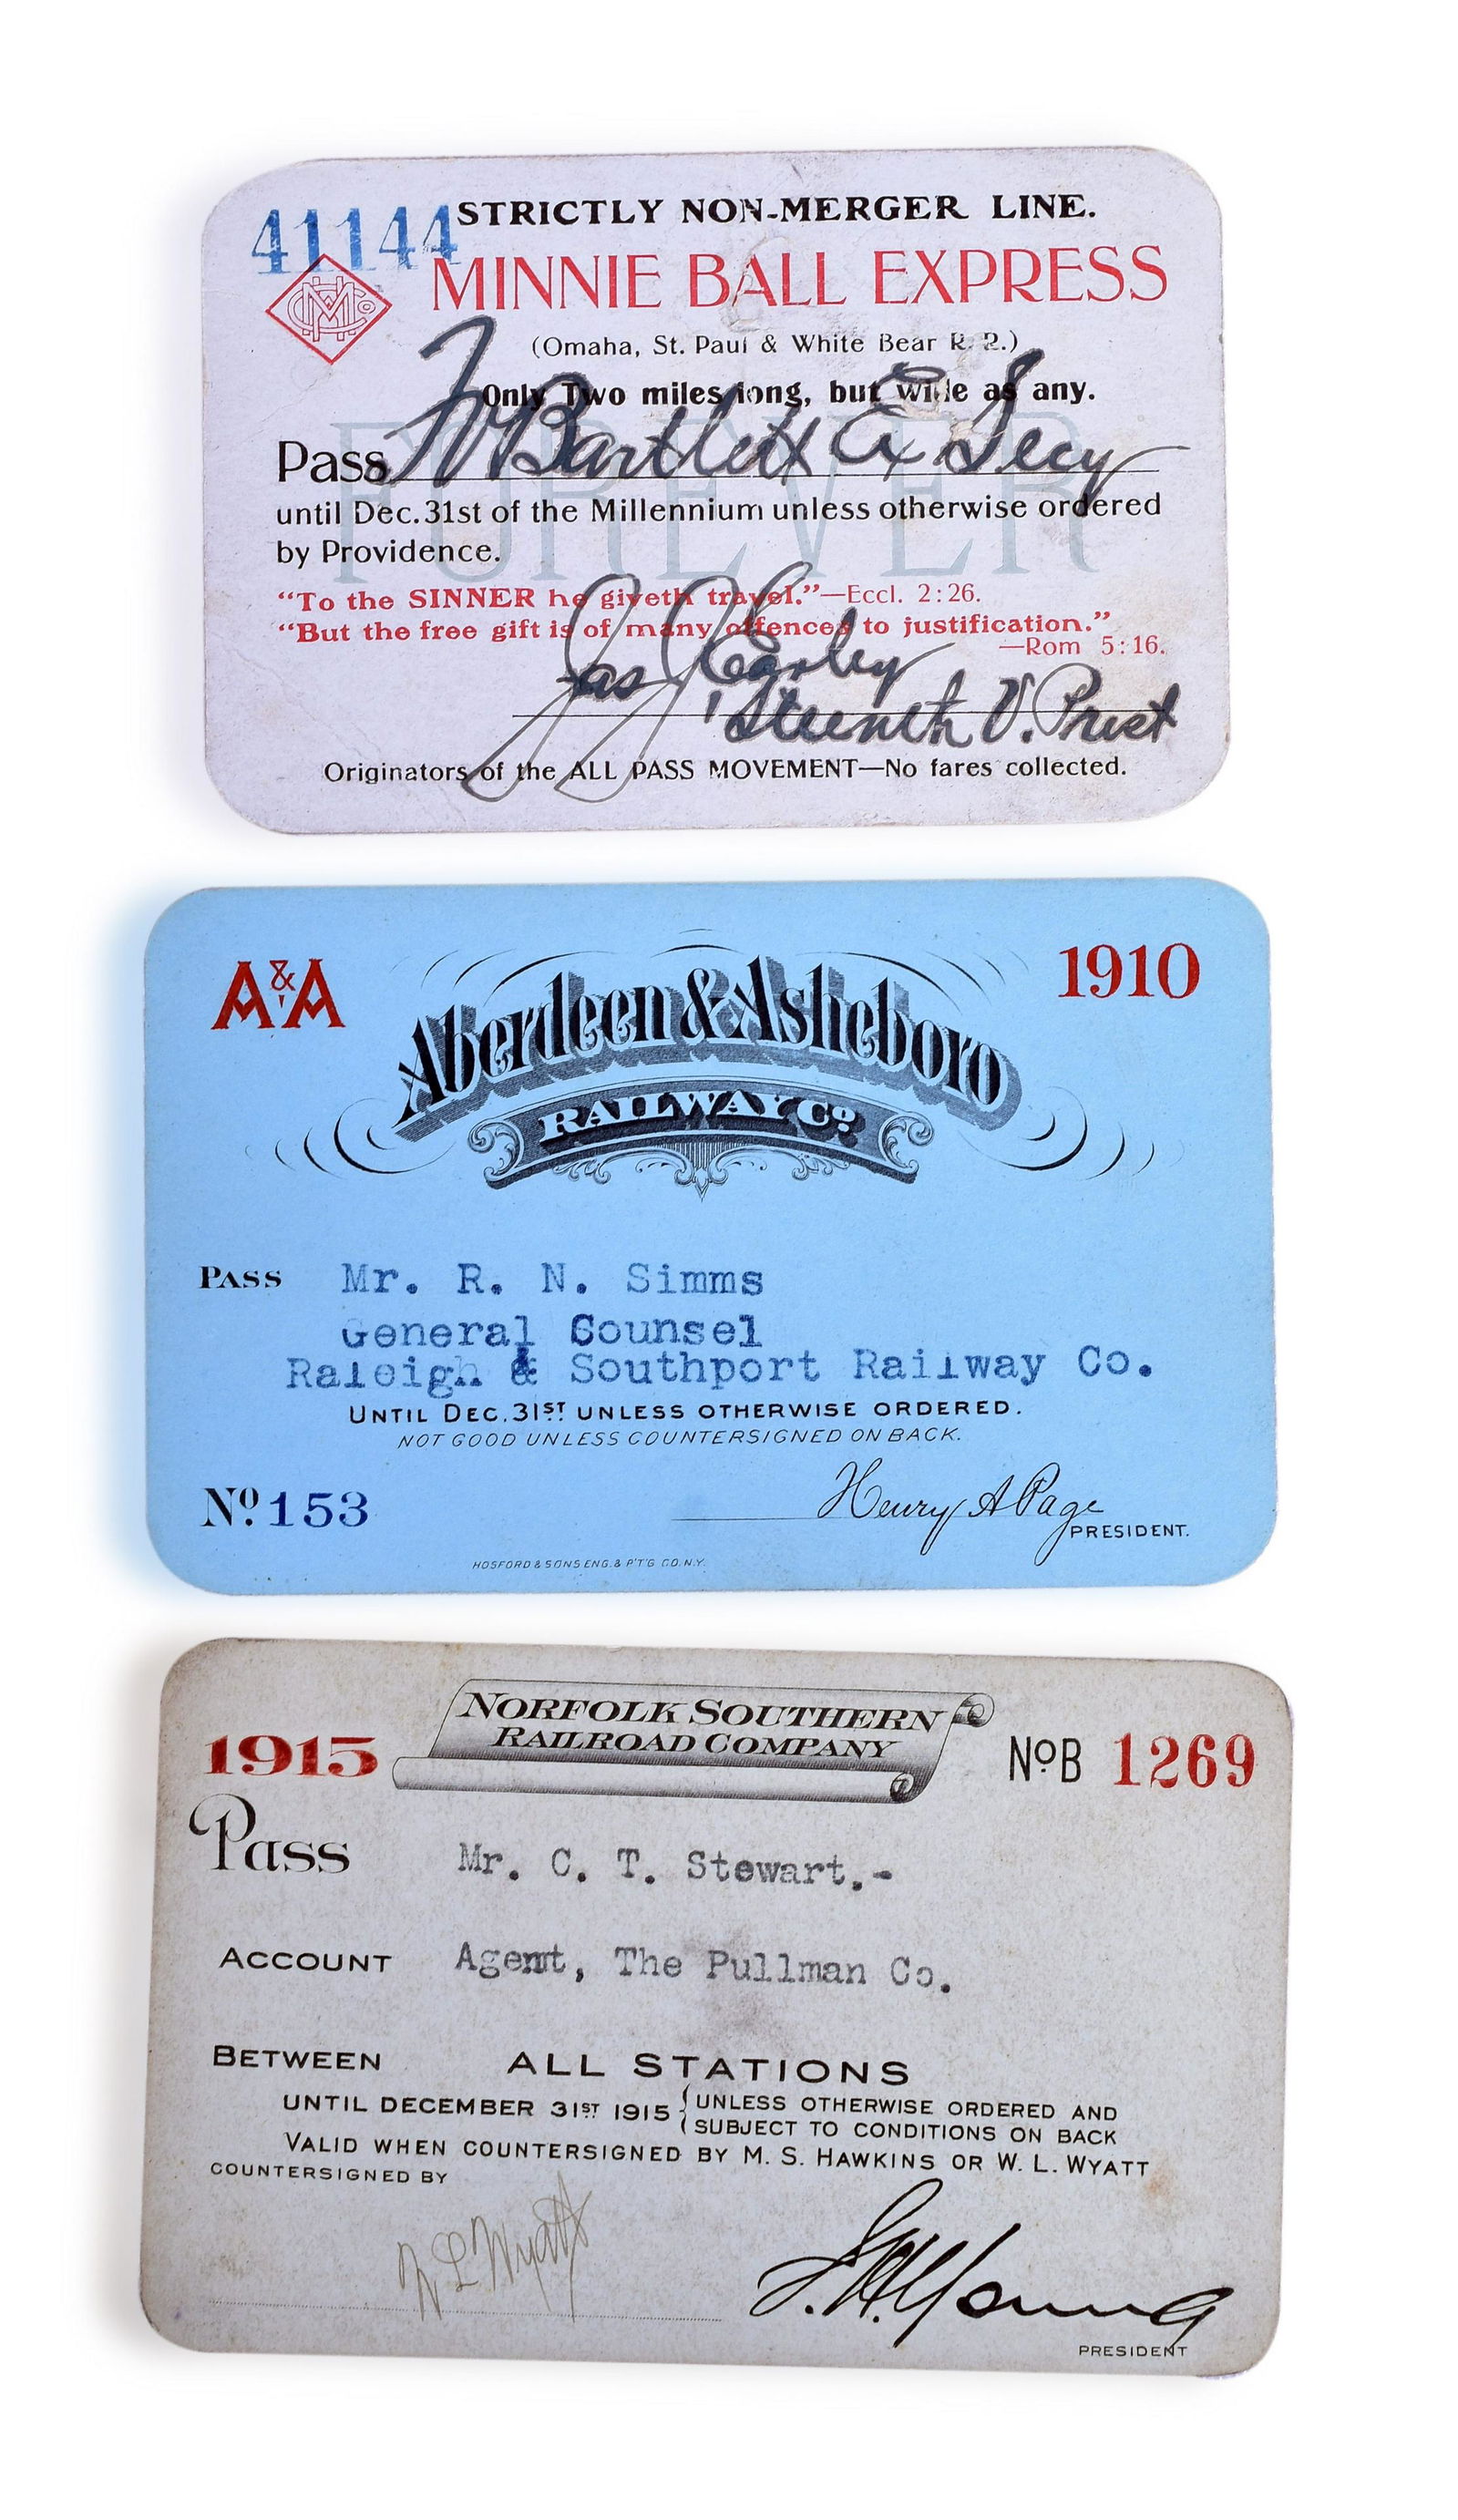 41144 STRICTLY NON-MERGER LINE.
MINNIE BALL EXPRESS
(Omaha, St. Paul & White Bear R. R.)
Only Two miles long, but wide as any.
FOREVER
Pass Bartlett
until Dec. 31st of the Millennium unless otherwise ordered
by Providence.
"To the SINNER he giveth travel."—Eccl. 2:26.
"But the free gift is of many offences to justification."
—Rom 5:16.
Jas
'Steenth V. Prest
Originators of the ALL PASS MOVEMENT—No fares collected.
A&A 1910
Aberdeen & Asheboro
RAILWAY Co.
PASS Mr. R. N. Simms
General Counsel
Raleigh & Southport Railway Co.
UNTIL DEC. 31ST UNLESS OTHERWISE ORDERED.
NOT GOOD UNLESS COUNTERSIGNED ON BACK.
No. 153 Henry A Page
PRESIDENT.
HOSFORD & SONS ENG. & P'T'G CO. N.Y.
NORFOLK SOUTHERN
RAILROAD COMPANY
1915 No B 1269
Pass Mr. C. T. Stewart.-
ACCOUNT Agent, The Pullman Co.
BETWEEN ALL STATIONS
UNTIL DECEMBER 31ST 1915 { UNLESS OTHERWISE ORDERED AND
SUBJECT TO CONDITIONS ON BACK
VALID WHEN COUNTERSIGNED BY M. S. HAWKINS OR W. L. WYATT
COUNTERSIGNED BY
W L Wyatt
Young
PRESIDENT